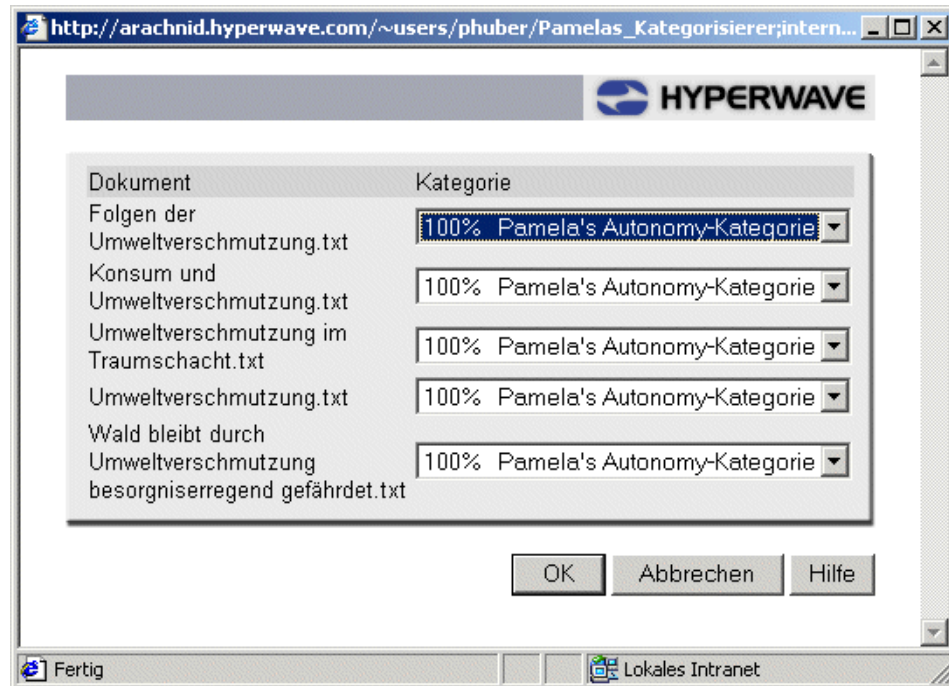 http://arachnid.hyperwave.com/~users/phuber/Pamelas_Kategorisierer;intern...
HYPERWAVE
Dokument Kategorie
Folgen der
Umweltverschmutzung.txt
100% Pamela's Autonomy-Kategorie
Konsum und
Umweltverschmutzung.txt
100% Pamela's Autonomy-Kategorie
Umweltverschmutzung im
Traumschacht.txt
100% Pamela's Autonomy-Kategorie
Umweltverschmutzung.txt
100% Pamela's Autonomy-Kategorie
Wald bleibt durch
Umweltverschmutzung
besorgniserregend gefährdet.txt
100% Pamela's Autonomy-Kategorie
OK Abbrechen Hilfe
Fertig Lokales Intranet